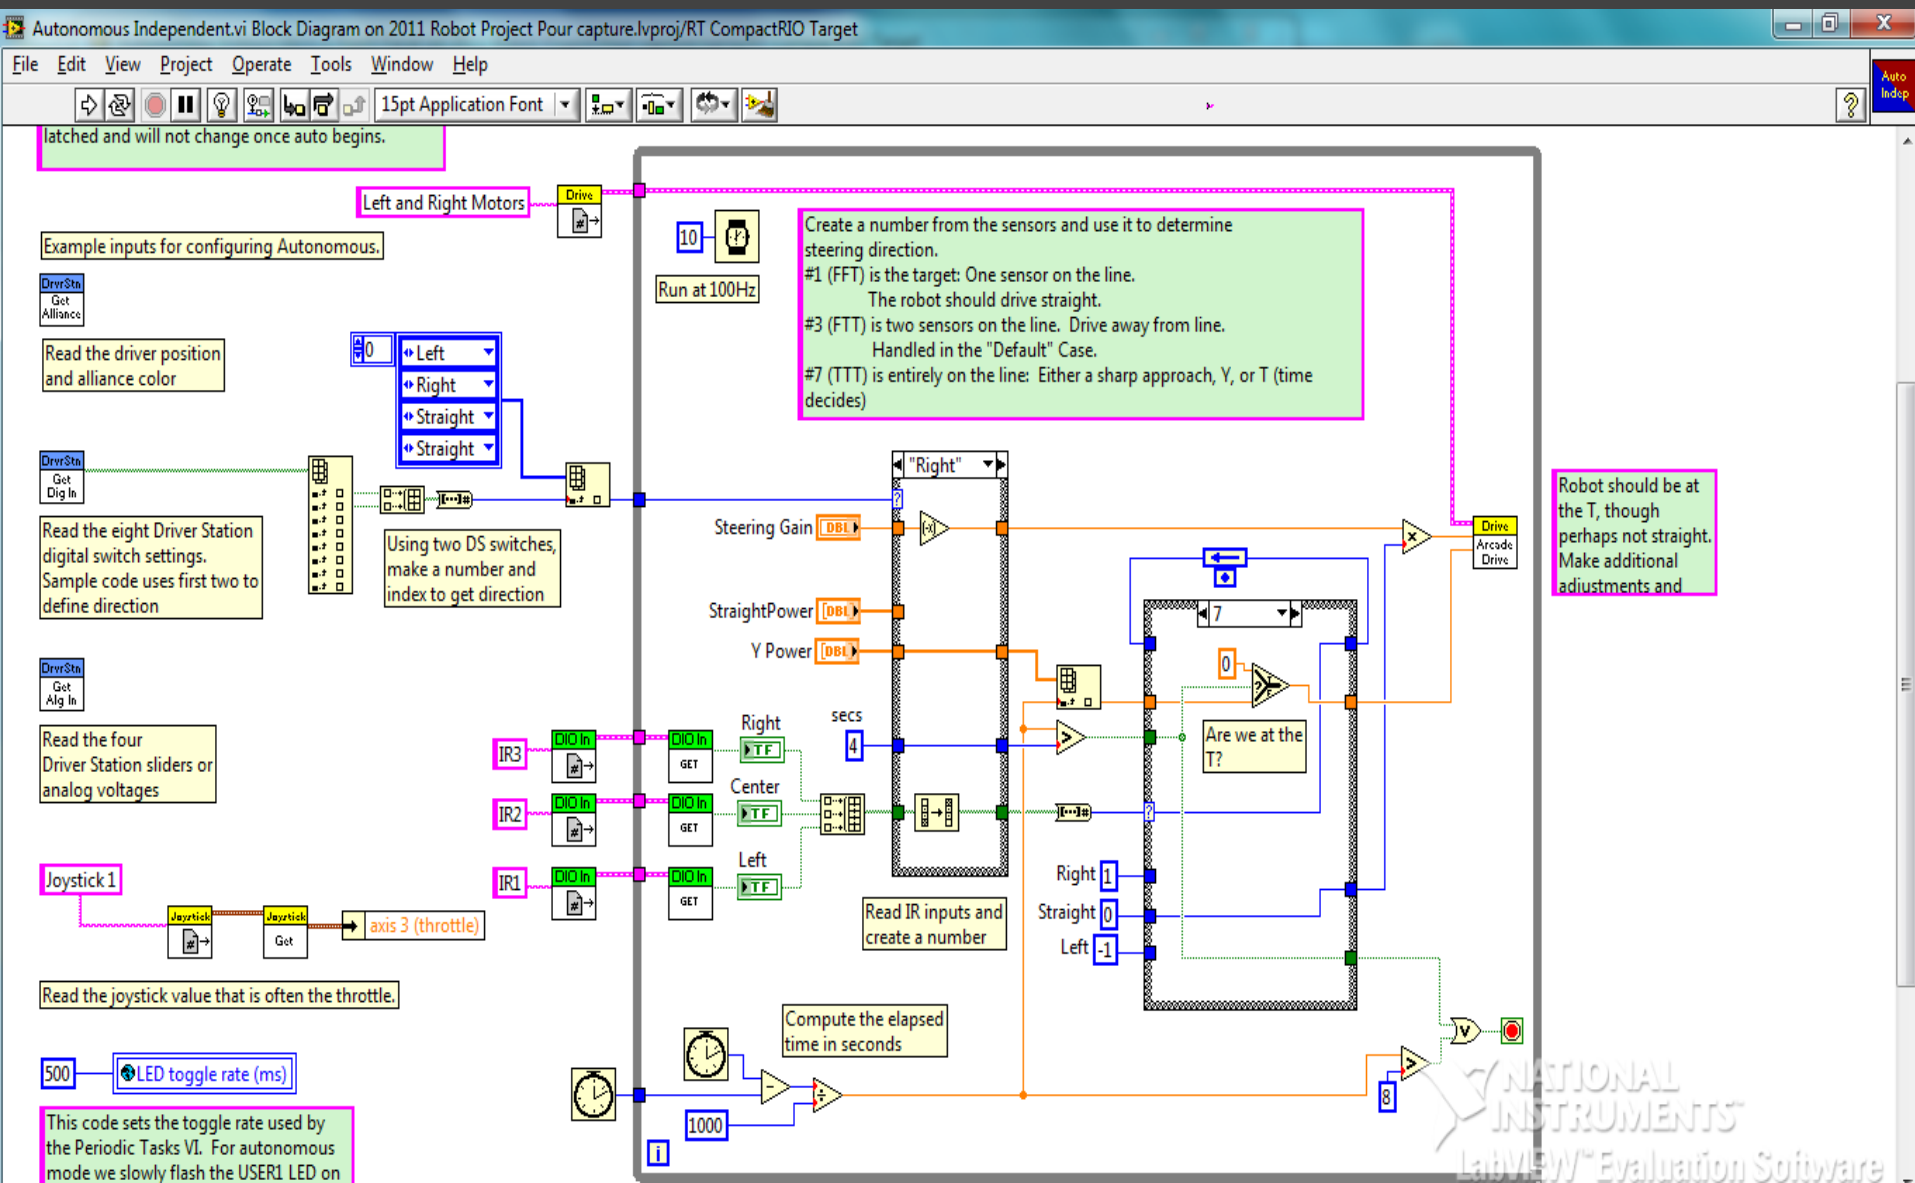 Autonomous Independent.vi Block Diagram on 2011 Robot Project Pour capture.lvproj/RT CompactRIO Target
File Edit View Project Operate Tools Window Help
Auto
Indep
15pt Application Font
latched and will not change once auto begins.
Left and Right Motors
Drive
Example inputs for configuring Autonomous.
10
Run at 100Hz
Create a number from the sensors and use it to determine
steering direction.
#1 (FFT) is the target: One sensor on the line.
The robot should drive straight.
#3 (FTT) is two sensors on the line. Drive away from line.
Handled in the "Default" Case.
#7 (TTT) is entirely on the line: Either a sharp approach, Y, or T (time
decides)
DrvrStn
Get
Alliance
Read the driver position
and alliance color
0
Left
Right
Straight
Straight
DrvrStn
Get
Dig In
Read the eight Driver Station
digital switch settings.
Sample code uses first two to
define direction
Using two DS switches,
make a number and
index to get direction
"Right"
Steering Gain
DBL
StraightPower
[DBL]
Y Power
[DBL]
Drive
Arcade
Drive
Robot should be at
the T, though
perhaps not straight.
Make additional
adjustments and
7
0
Are we at the
T?
DrvrStn
Get
Alg In
Read the four
Driver Station sliders or
analog voltages
secs
4
IR3
DIO In
DIO In
GET
Right
TF
IR2
DIO In
DIO In
GET
Center
TF
IR1
DIO In
DIO In
GET
Left
TF
Right 1
Straight 0
Left -1
Read IR inputs and
create a number
Joystick 1
Joystick
Joystick
Get
axis 3 (throttle)
Read the joystick value that is often the throttle.
Compute the elapsed
time in seconds
1000
8
i
500
LED toggle rate (ms)
This code sets the toggle rate used by
the Periodic Tasks VI. For autonomous
mode we slowly flash the USER1 LED on
NATIONAL
INSTRUMENTS™
LabVIEW™ Evaluation Software